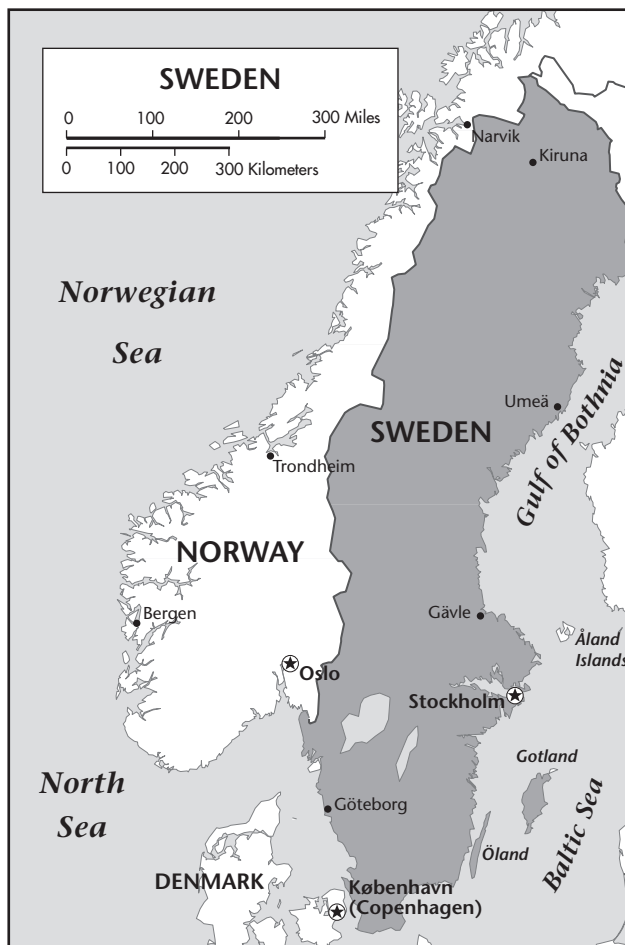 SWEDEN
0 100 200 300 Miles
0 100 200 300 Kilometers
Narvik
Kiruna
Norwegian
Sea
Umeä
SWEDEN
Gulf of Bothnia
Trondheim
NORWAY
Bergen
Gävle
Åland
Islands
Oslo
Stockholm
Gotland
North
Sea
Göteborg
Baltic Sea
Öland
DENMARK
København
(Copenhagen)